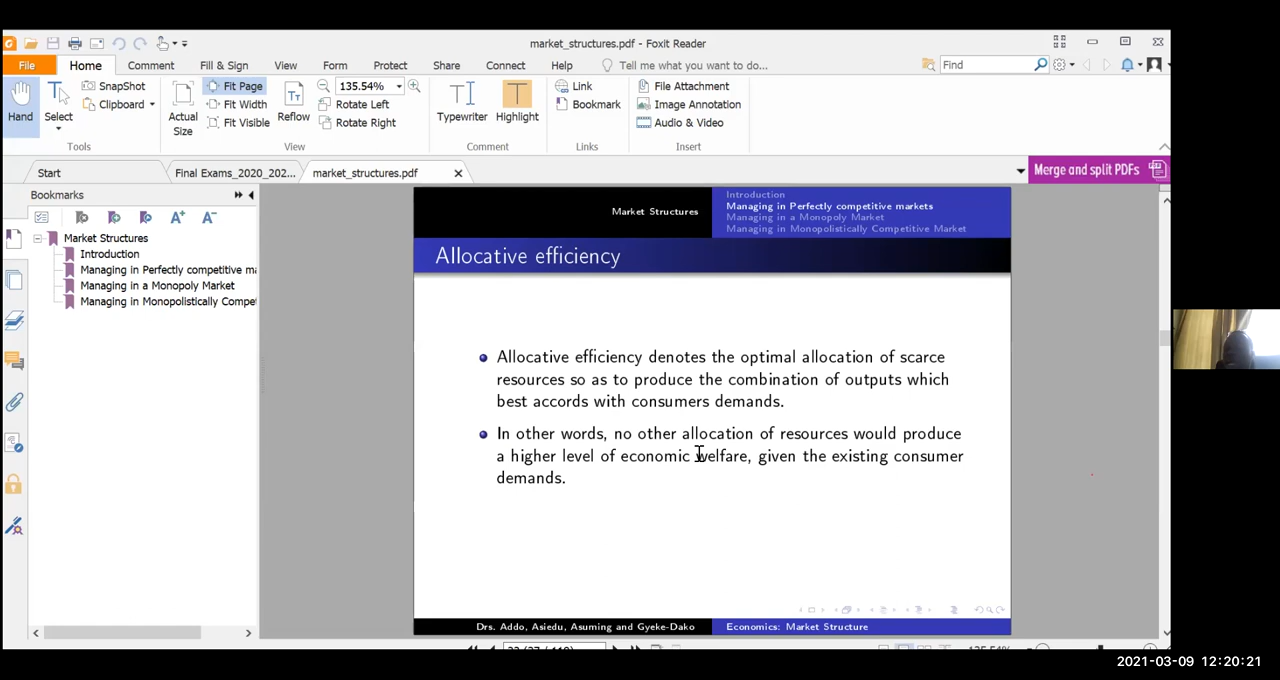 market_structures.pdf - Foxit Reader
File Home Comment Fill & Sign View Form Protect Share Connect Help Tell me what you want to do... Find
Hand
Select
SnapShot
Clipboard
Tools
Actual Size
Fit Page
Fit Width
Fit Visible
Reflow
135.54%
Rotate Left
Rotate Right
View
Typewriter
Highlight
Comment
Link
Bookmark
Links
File Attachment
Image Annotation
Audio & Video
Insert
Start Final Exams_2020_202... market_structures.pdf
Merge and split PDFs
Bookmarks
Market Structures
Introduction
Managing in Perfectly competitive ma
Managing in a Monopoly Market
Managing in Monopolistically Compet
Market Structures
Introduction
Managing in Perfectly competitive markets
Managing in a Monopoly Market
Managing in Monopolistically Competitive Market
Allocative efficiency
Allocative efficiency denotes the optimal allocation of scarce
resources so as to produce the combination of outputs which
best accords with consumers demands.
In other words, no other allocation of resources would produce
a higher level of economic welfare, given the existing consumer
demands.
Drs. Addo, Asiedu, Asuming and Gyeke-Dako Economics: Market Structure
2021-03-09 12:20:21